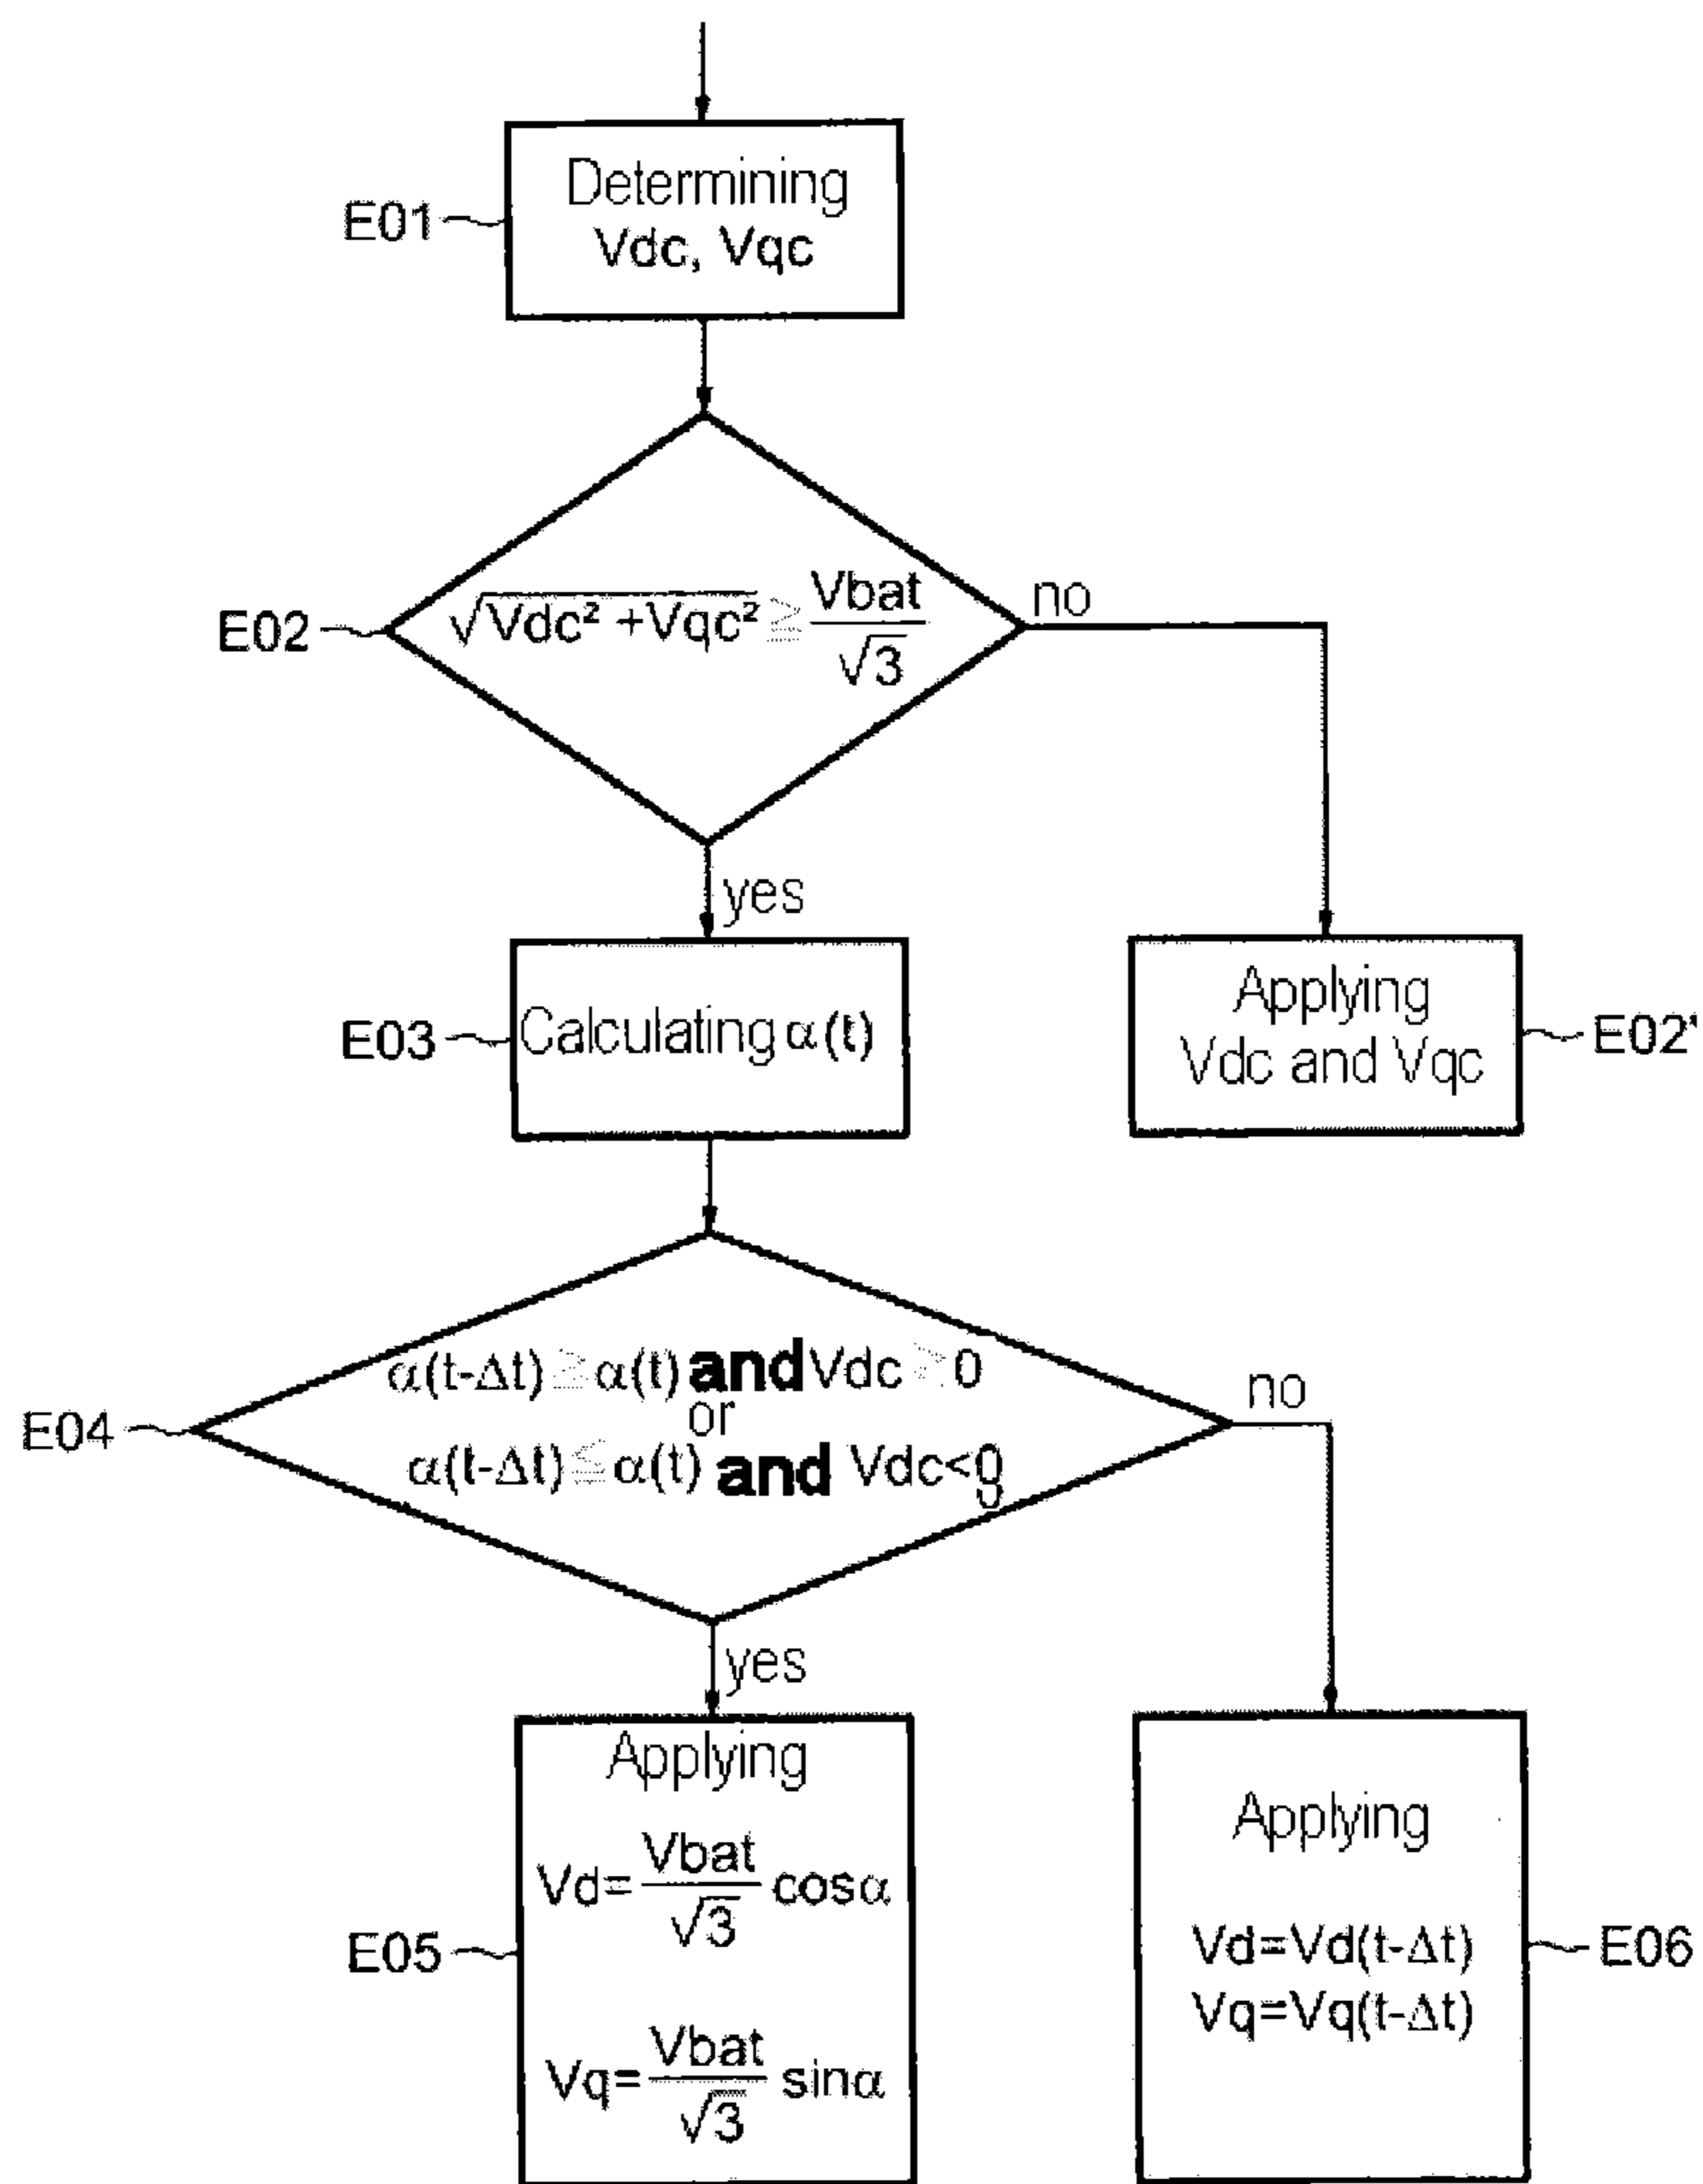 E01
Determining
Vdc, Vqc
E02
√Vdc² +Vqc² ≧ Vbat
√3
no
yes
E03
Calculating α(t)
Applying
Vdc and Vqc
E02'
E04
α(t-Δt) ≧ α(t) and Vdc ≥ 0
or
α(t-Δt) ≦ α(t) and Vdc<0
no
yes
E05
Applying
Vd= Vbat cosα
√3
Vq= Vbat sinα
√3
Applying
Vd=Vd(t-Δt)
Vq=Vq(t-Δt)
E06